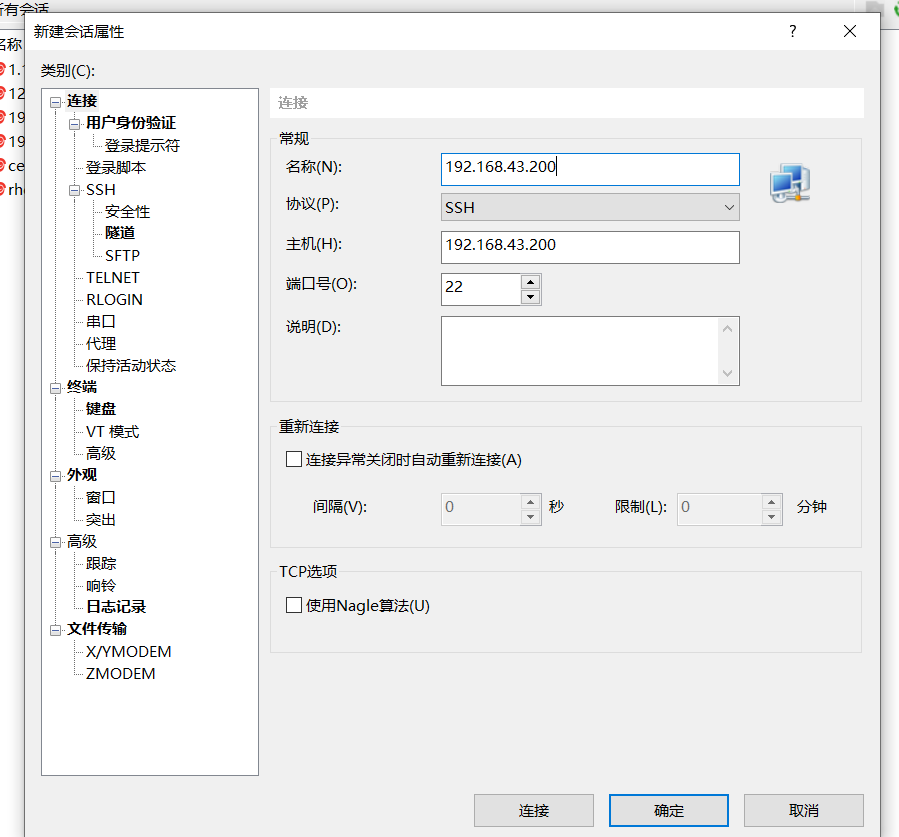 所有会话
新建会话属性
?
名称
类别(C):
1.1
12
19
19
ce
rh
连接
用户身份验证
登录提示符
登录脚本
SSH
安全性
隧道
SFTP
TELNET
RLOGIN
串口
代理
保持活动状态
终端
键盘
VT 模式
高级
外观
窗口
突出
高级
跟踪
响铃
日志记录
文件传输
X/YMODEM
ZMODEM
连接
常规
名称(N): 192.168.43.200
协议(P): SSH
主机(H): 192.168.43.200
端口号(O): 22
说明(D):
重新连接
连接异常关闭时自动重新连接(A)
间隔(V): 0 秒 限制(L): 0 分钟
TCP选项
使用Nagle算法(U)
连接 确定 取消